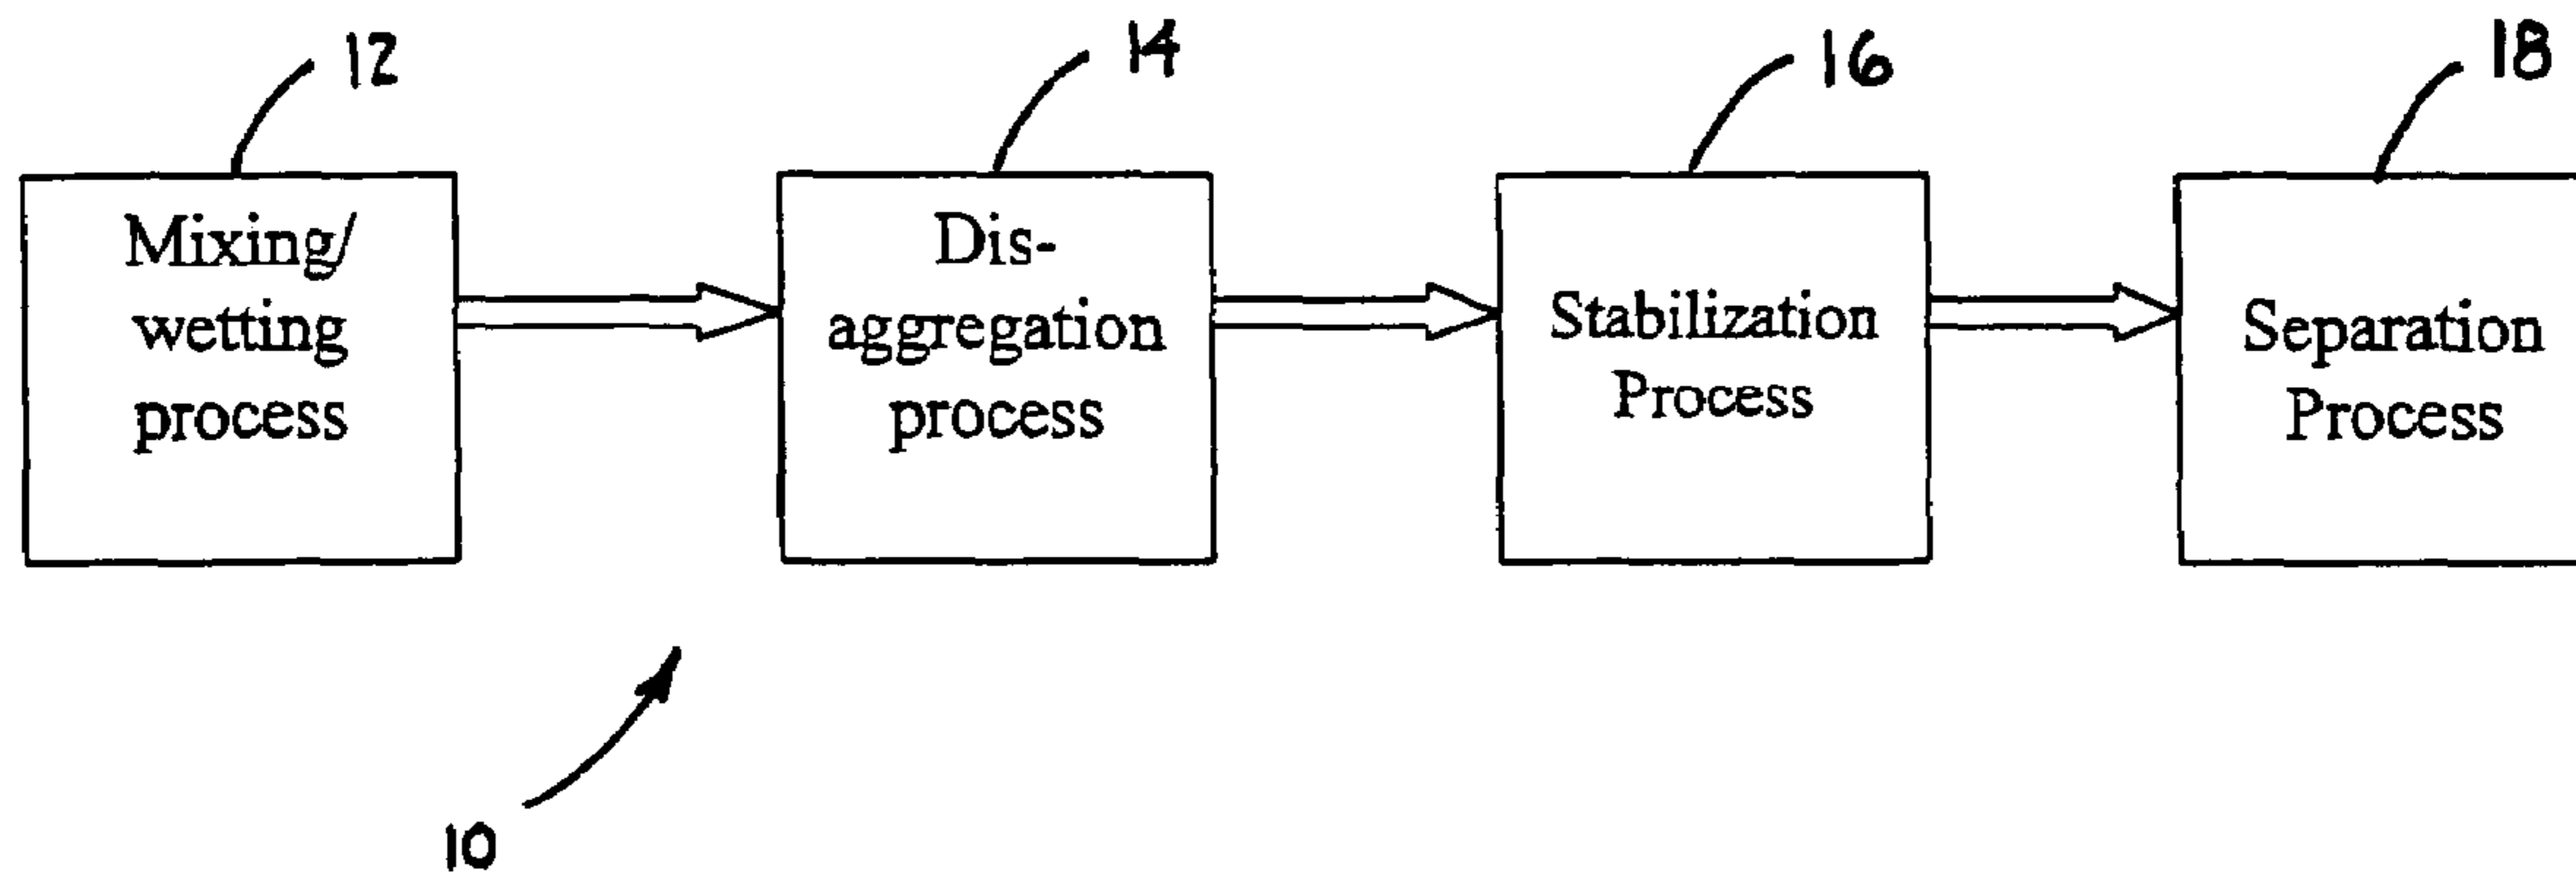 12
14
16
18
Mixing/
wetting
process
Dis-
aggregation
process
Stabilization
Process
Separation
Process
10